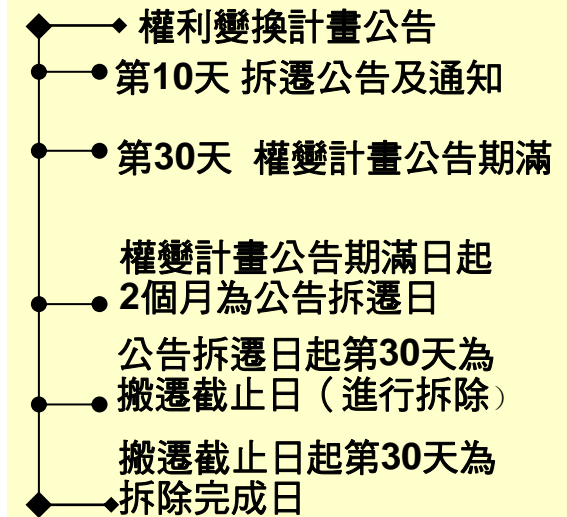 權利變換計畫公告
第10天 拆遷公告及通知
第30天 權變計畫公告期滿
權變計畫公告期滿日起
2個月為公告拆遷日
公告拆遷日起第30天為
搬遷截止日（進行拆除）
搬遷截止日起第30天為
拆除完成日